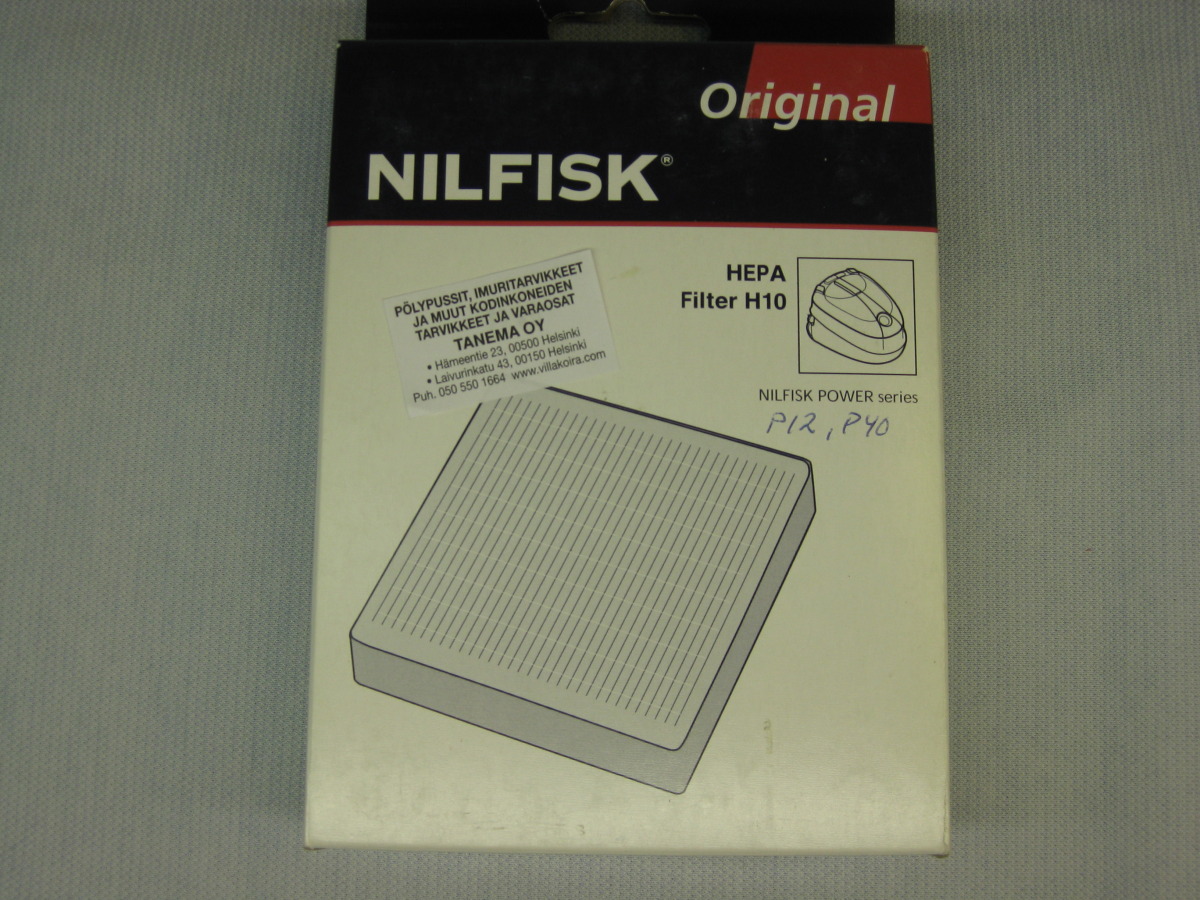 Original
NILFISK®
HEPA
Filter H10
NILFISK POWER series
P12, P40
PÖLYPUSSIT, IMURITARVIKKEET
JA MUUT KODINKONEIDEN
TARVIKKEET JA VARAOSAT
TANEMA OY
• Hämeentie 23, 00500 Helsinki
• Laivurinkatu 43, 00150 Helsinki
Puh. 050 550 1664 www.villakoira.com